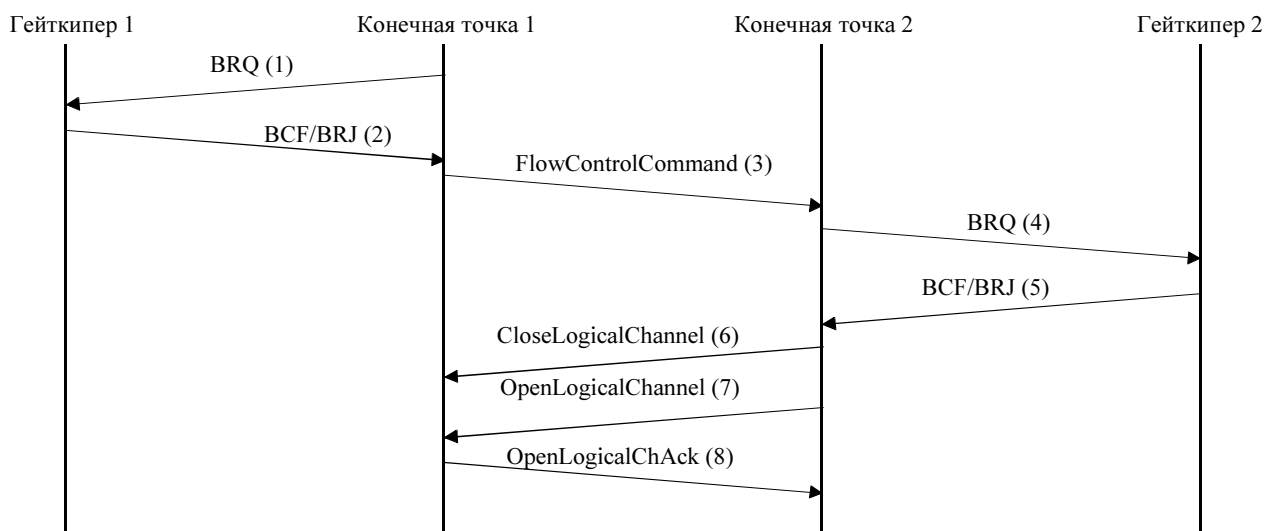 Гейткипер 1
Конечная точка 1
Конечная точка 2
Гейткипер 2
BRQ (1)
BCF/BRJ (2)
FlowControlCommand (3)
BRQ (4)
BCF/BRJ (5)
CloseLogicalChannel (6)
OpenLogicalChannel (7)
OpenLogicalChAck (8)